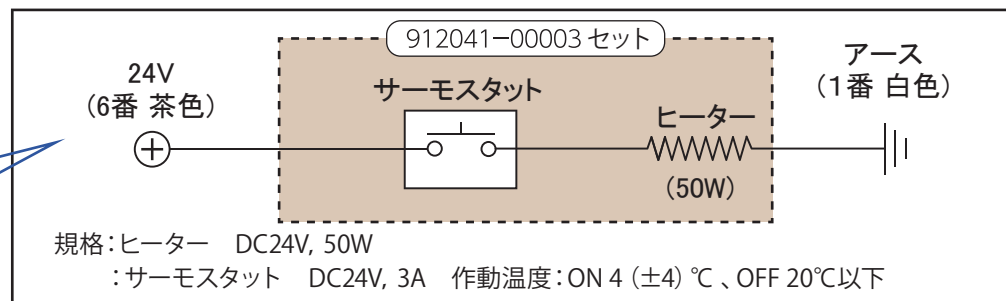 912041-00003 セット
24V
(6番 茶色)
サーモスタット
ヒーター
(50W)
アース
(1番 白色)
規格:ヒーター DC24V, 50W
:サーモスタット DC24V, 3A 作動温度:ON 4 (±4) ℃ 、OFF 20℃以下